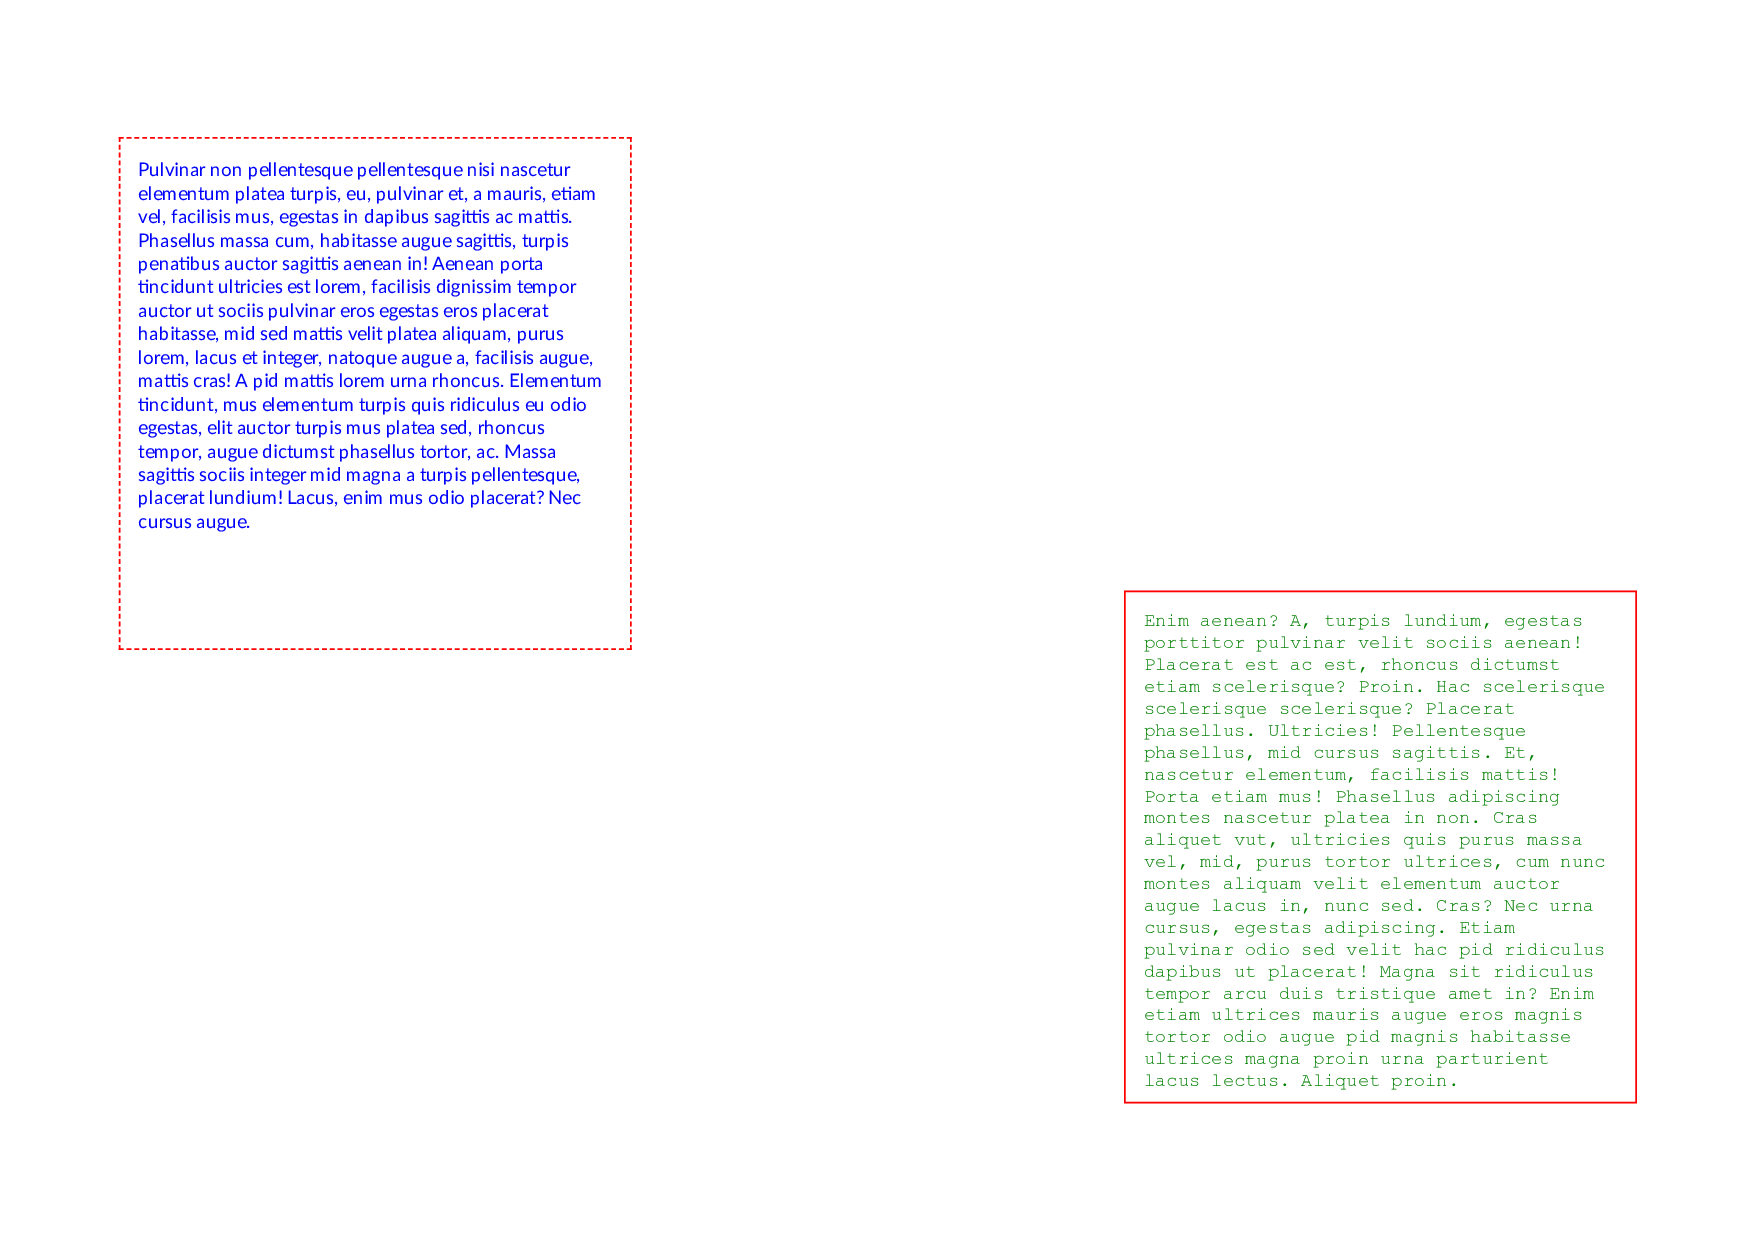 Pulvinar non pellentesque pellentesque nisi nascetur
elementum platea turpis, eu, pulvinar et, a mauris, etiam
vel, facilisis mus, egestas in dapibus sagittis ac mattis.
Phasellus massa cum, habitasse augue sagittis, turpis
penatibus auctor sagittis aenean in! Aenean porta
tincidunt ultricies est lorem, facilisis dignissim tempor
auctor ut sociis pulvinar eros egestas eros placerat
habitasse, mid sed mattis velit platea aliquam, purus
lorem, lacus et integer, natoque augue a, facilisis augue,
mattis cras! A pid mattis lorem urna rhoncus. Elementum
tincidunt, mus elementum turpis quis ridiculus eu odio
egestas, elit auctor turpis mus platea sed, rhoncus
tempor, augue dictumst phasellus tortor, ac. Massa
sagittis sociis integer mid magna a turpis pellentesque,
placerat lundium! Lacus, enim mus odio placerat? Nec
cursus augue.
Enim aenean? A, turpis lundium, egestas
porttitor pulvinar velit sociis aenean!
Placerat est ac est, rhoncus dictumst
etiam scelerisque? Proin. Hac scelerisque
scelerisque scelerisque? Placerat
phasellus. Ultricies! Pellentesque
phasellus, mid cursus sagittis. Et,
nascetur elementum, facilisis mattis!
Porta etiam mus! Phasellus adipiscing
montes nascetur platea in non. Cras
aliquet vut, ultricies quis purus massa
vel, mid, purus tortor ultrices, cum nunc
montes aliquam velit elementum auctor
augue lacus in, nunc sed. Cras? Nec urna
cursus, egestas adipiscing. Etiam
pulvinar odio sed velit hac pid ridiculus
dapibus ut placerat! Magna sit ridiculus
tempor arcu duis tristique amet in? Enim
etiam ultrices mauris augue eros magnis
tortor odio augue pid magnis habitasse
ultrices magna proin urna parturient
lacus lectus. Aliquet proin.